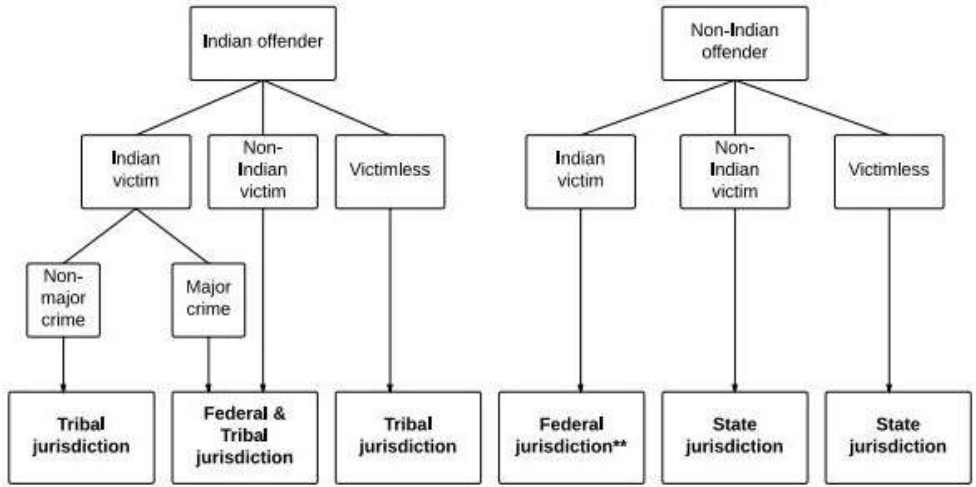 Indian offender
Non-Indian
offender
Indian
victim
Non-
Indian
victim
Victimless
Indian
victim
Non-
Indian
victim
Victimless
Non-
major
crime
Major
crime
Tribal
jurisdiction
Federal &
Tribal
jurisdiction
Tribal
jurisdiction
Federal
jurisdiction**
State
jurisdiction
State
jurisdiction